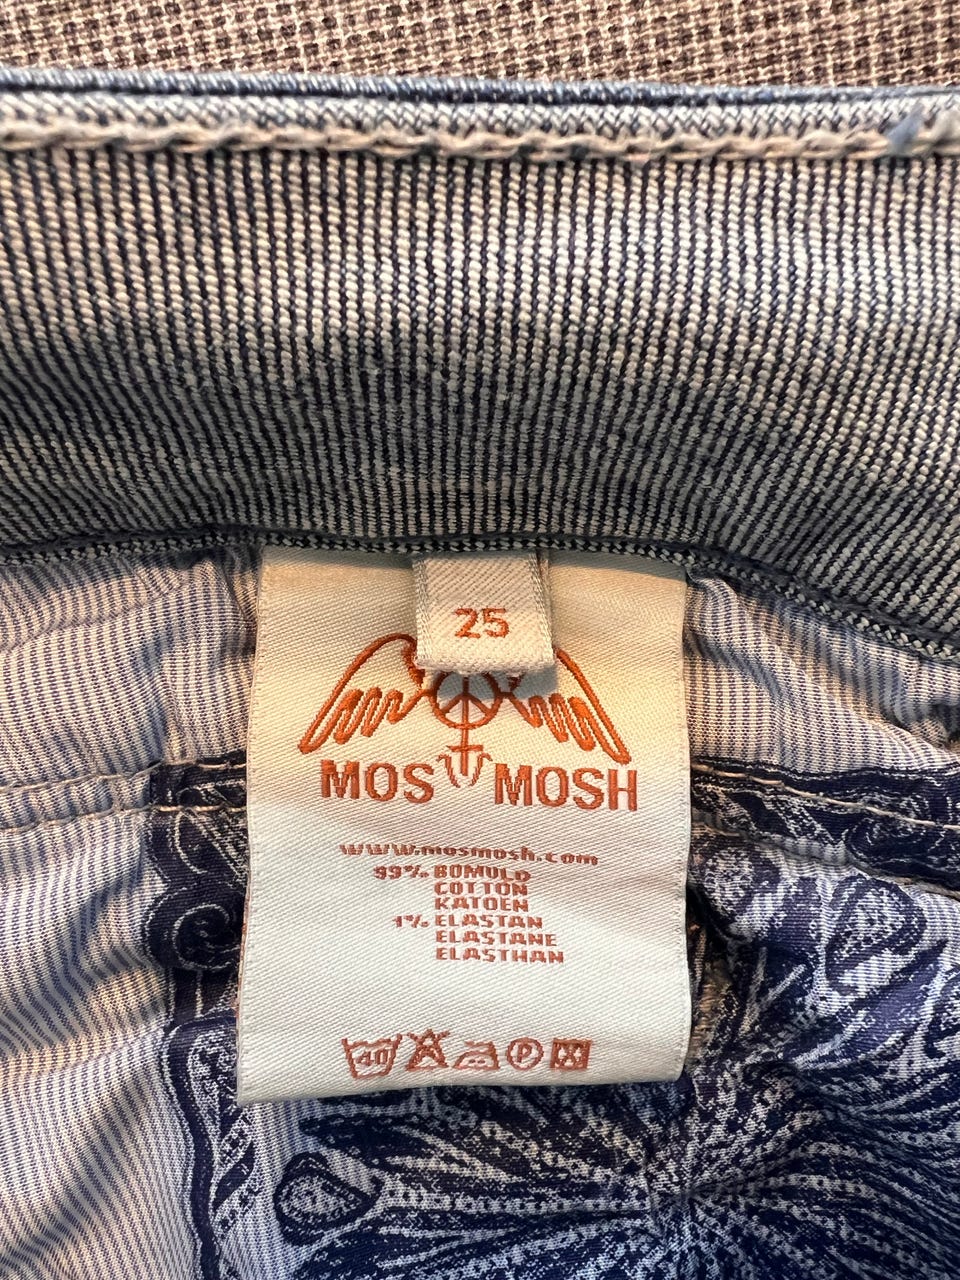 25
MOS MOSH
www.mosmosh.com
99% BOMULD
COTTON
KATOEN
1% ELASTAN
ELASTANE
ELASTHAN
40 P